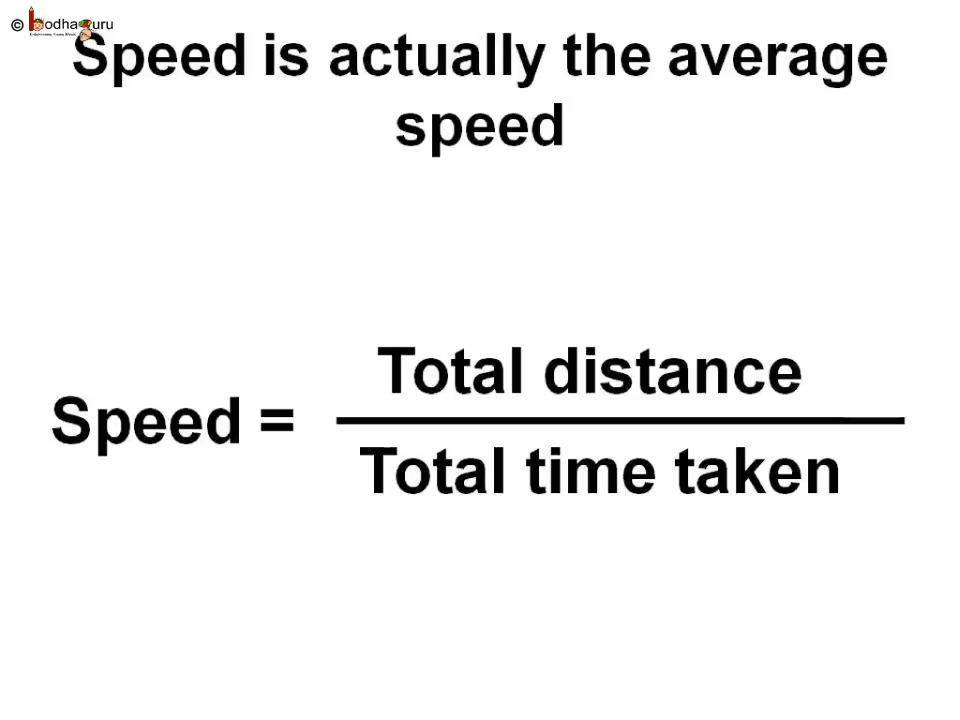 © bodhaguru
Speed is actually the average
speed
Total distance
Speed =
Total time taken